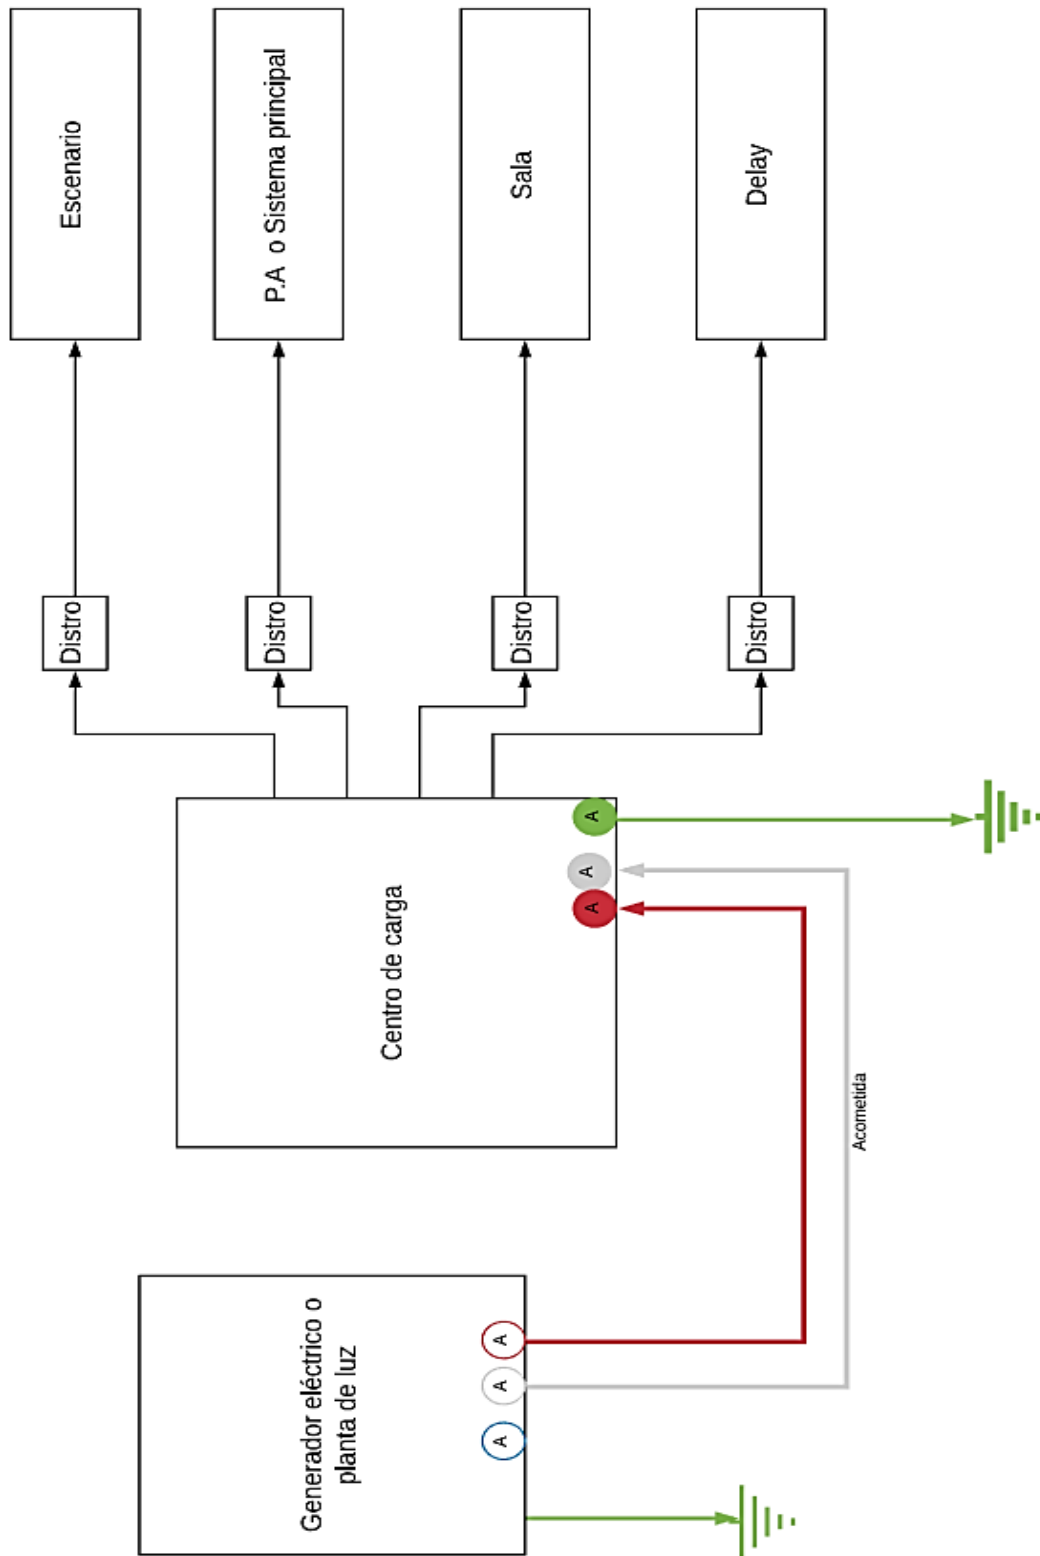 Escenario
P.A  o Sistema principal
Sala
Delay
Distro
Distro
Distro
Distro
Centro de carga
A
A
A
Acometida
Generador eléctrico o
planta de luz
A
A
A